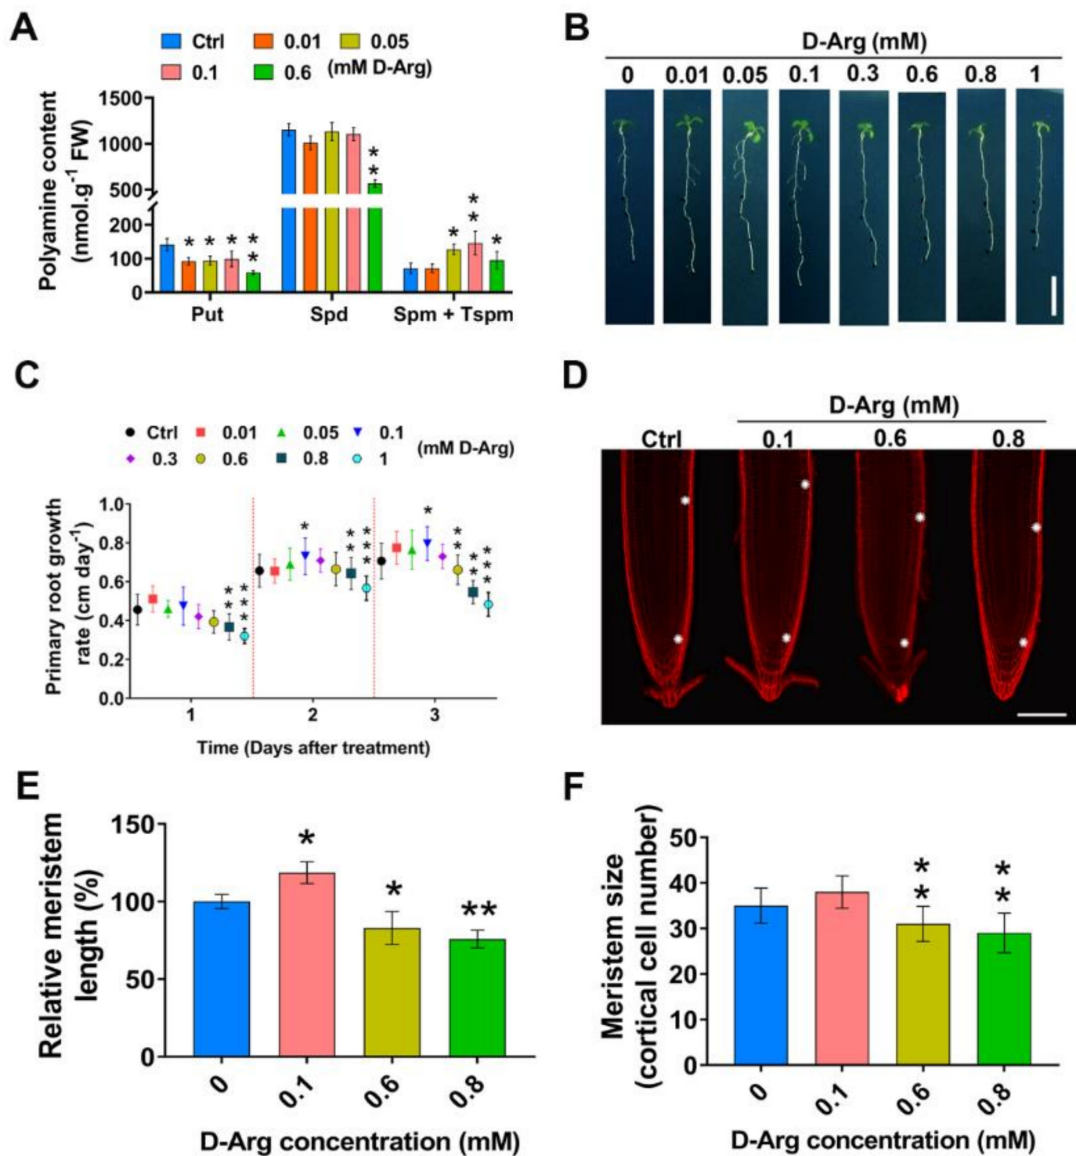 A
Ctrl 0.01 0.05
0.1 0.6 (mM D-Arg)
Polyamine content
(nmol.g⁻¹ FW)
1500
1000
500
200
100
0
* * * **
**
* ** *
Put Spd Spm + Tspm
B
D-Arg (mM)
0 0.01 0.05 0.1 0.3 0.6 0.8 1
C
Ctrl 0.01 0.05 0.1 (mM D-Arg)
0.3 0.6 0.8 1
Primary root growth
rate (cm day⁻¹)
1.0
0.8
0.6
0.4
0.2
0.0
** ***
* ** ***
* ** ** ***
1 2 3
Time (Days after treatment)
D
D-Arg (mM)
Ctrl 0.1 0.6 0.8
E
Relative meristem
length (%)
150
100
50
0
* * **
0 0.1 0.6 0.8
D-Arg concentration (mM)
F
Meristem size
(cortical cell number)
50
40
30
20
10
0
** **
0 0.1 0.6 0.8
D-Arg concentration (mM)